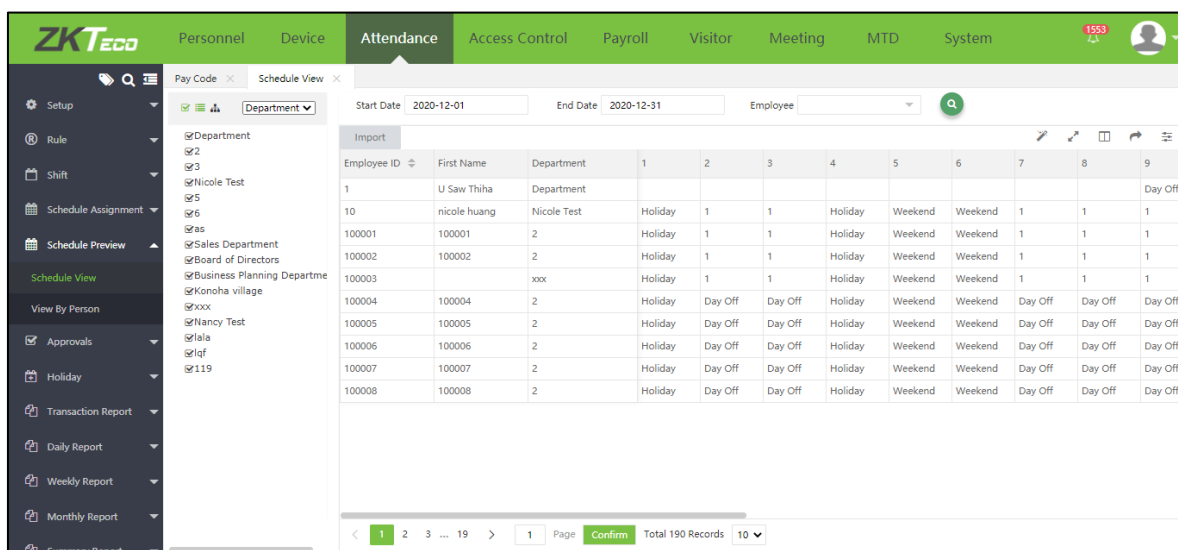 ZKTeco Personnel Device Attendance Access Control Payroll Visitor Meeting MTD System 1553
Pay Code × Schedule View ×
Setup
Rule
Shift
Schedule Assignment
Schedule Preview
Schedule View
View By Person
Approvals
Holiday
Transaction Report
Daily Report
Weekly Report
Monthly Report
Department
Department
2
3
Nicole Test
5
6
as
Sales Department
Board of Directors
Business Planning Departme
Konoha village
xxx
Nancy Test
lala
lqf
119
Start Date 2020-12-01 End Date 2020-12-31 Employee
Import
Employee ID First Name Department 1 2 3 4 5 6 7 8 9
1 U Saw Thiha Department Day Off
10 nicole huang Nicole Test Holiday 1 1 Holiday Weekend Weekend 1 1 1
100001 100001 2 Holiday 1 1 Holiday Weekend Weekend 1 1 1
100002 100002 2 Holiday 1 1 Holiday Weekend Weekend 1 1 1
100003 xxx Holiday 1 1 Holiday Weekend Weekend 1 1 1
100004 100004 2 Holiday Day Off Day Off Holiday Weekend Weekend Day Off Day Off Day Off
100005 100005 2 Holiday Day Off Day Off Holiday Weekend Weekend Day Off Day Off Day Off
100006 100006 2 Holiday Day Off Day Off Holiday Weekend Weekend Day Off Day Off Day Off
100007 100007 2 Holiday Day Off Day Off Holiday Weekend Weekend Day Off Day Off Day Off
100008 100008 2 Holiday Day Off Day Off Holiday Weekend Weekend Day Off Day Off Day Off
< 1 2 3 ... 19 > 1 Page Confirm Total 190 Records 10